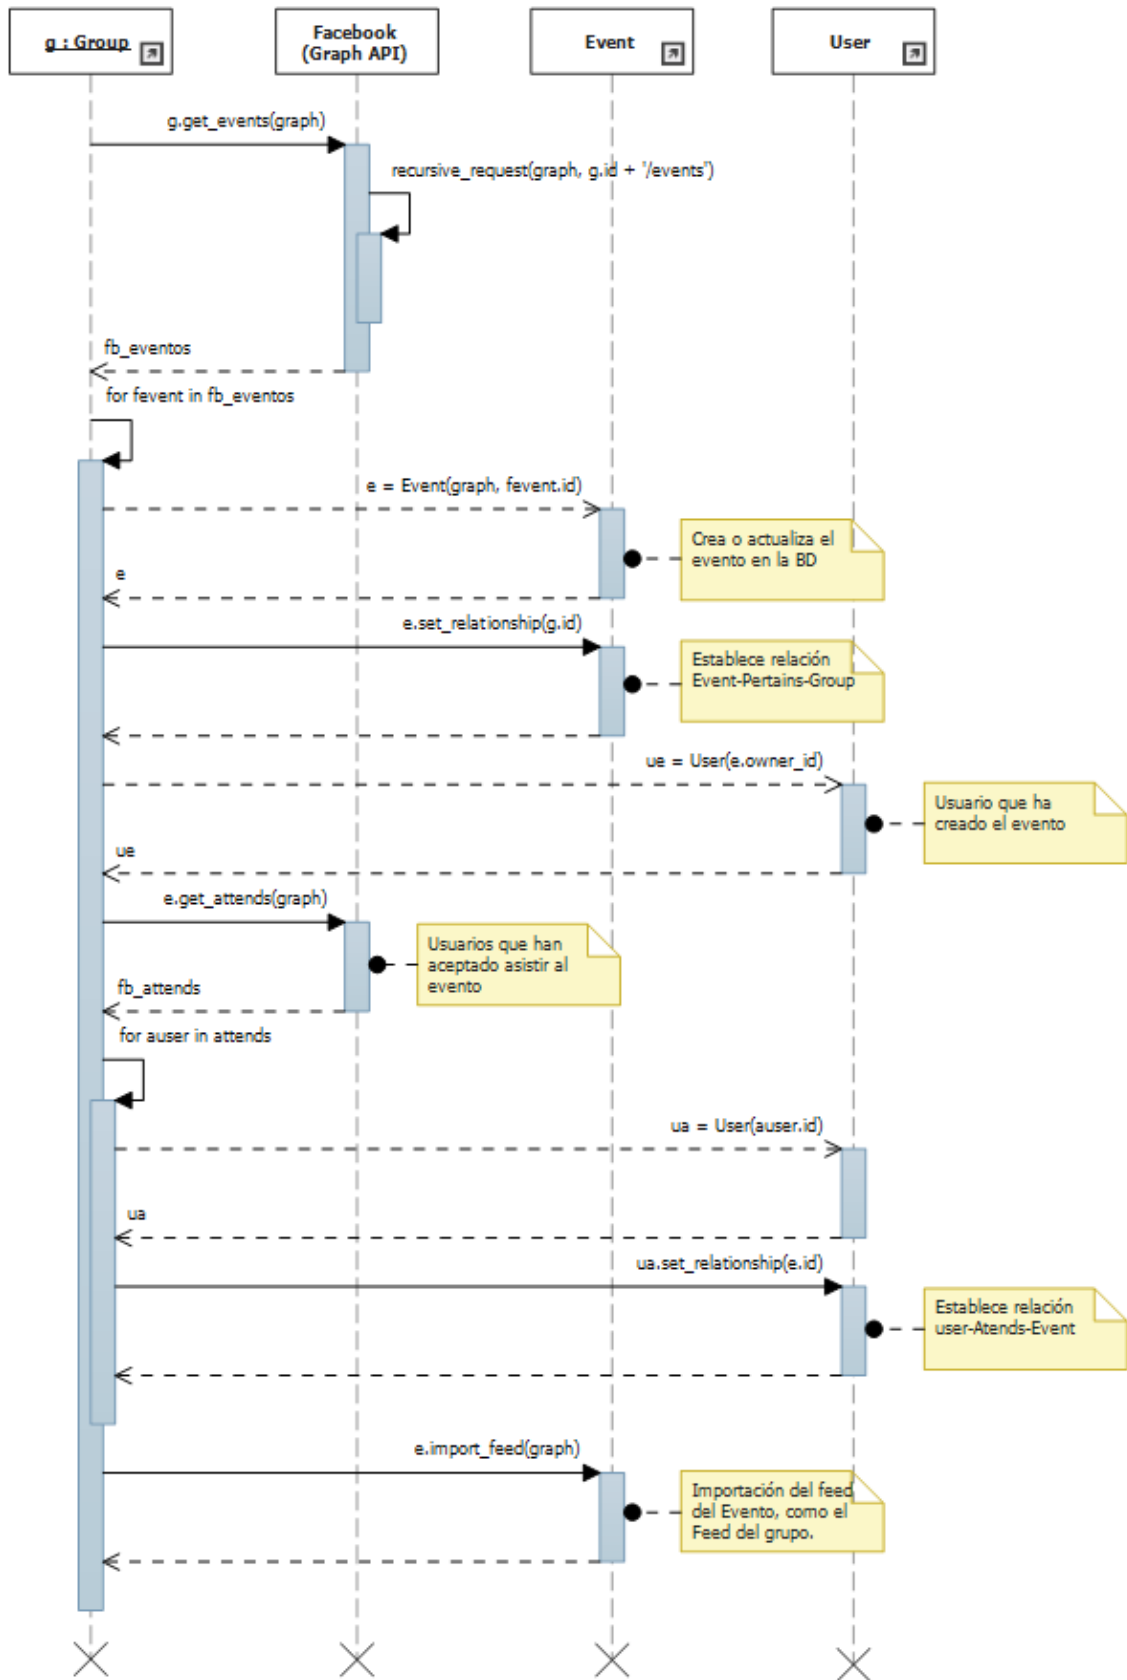 g : Group
Facebook
(Graph API)
Event
User
g.get_events(graph)
recursive_request(graph, g.id + '/events')
fb_eventos
for fevent in fb_eventos
e = Event(graph, fevent.id)
Crea o actualiza el
evento en la BD
e
e.set_relationship(g.id)
Establece relación
Event-Pertains-Group
ue = User(e.owner_id)
Usuario que ha
creado el evento
ue
e.get_attends(graph)
Usuarios que han
aceptado asistir al
evento
fb_attends
for auser in attends
ua = User(auser.id)
ua
ua.set_relationship(e.id)
Establece relación
user-Atends-Event
e.import_feed(graph)
Importación del feed
del Evento, como el
Feed del grupo.